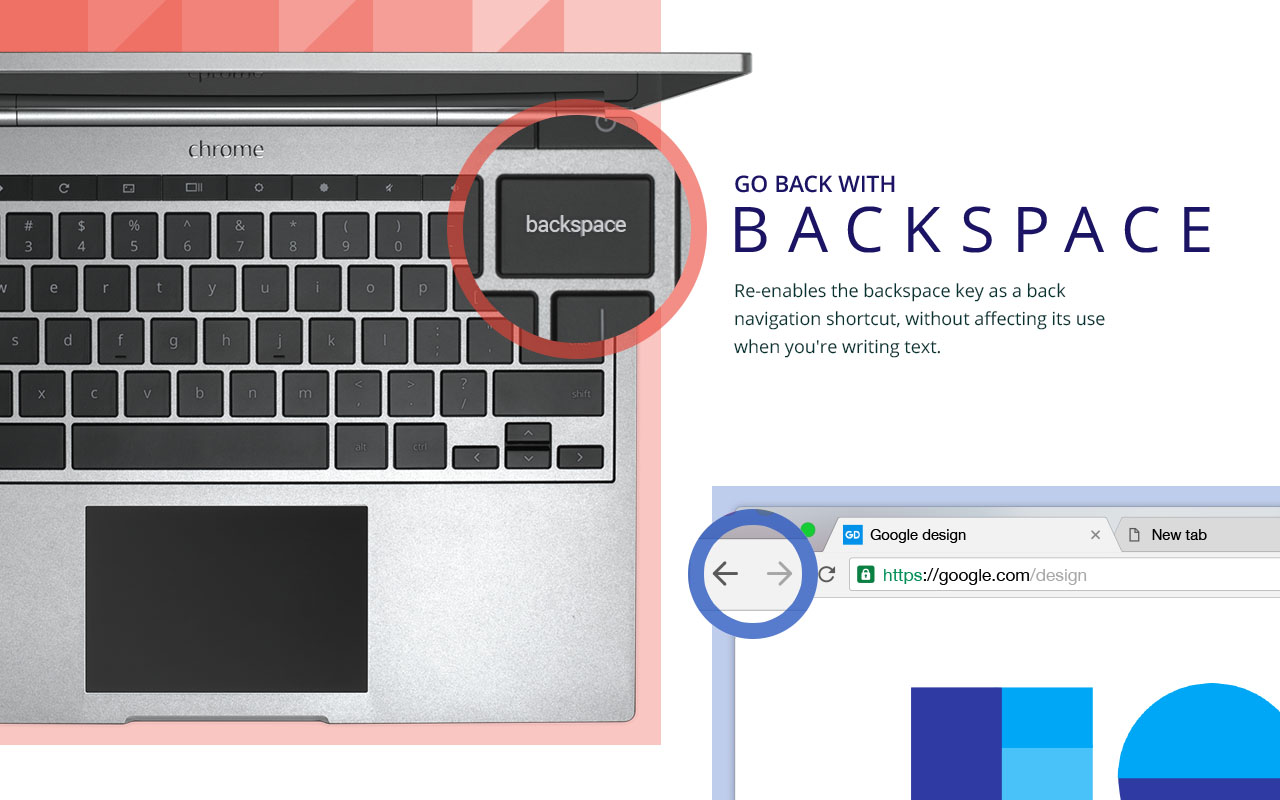 chrome
chrome
# $ % ^ & * ( )
3 4 5 6 7 8 9 0
backspace
w e r t y u i o p [
s d f g h j k l : ;
x c v b n m < , > . ? / shift
alt ctrl
GO BACK WITH
BACKSPACE
Re-enables the backspace key as a back
navigation shortcut, without affecting its use
when you're writing text.
GD Google design
New tab
https://google.com/design